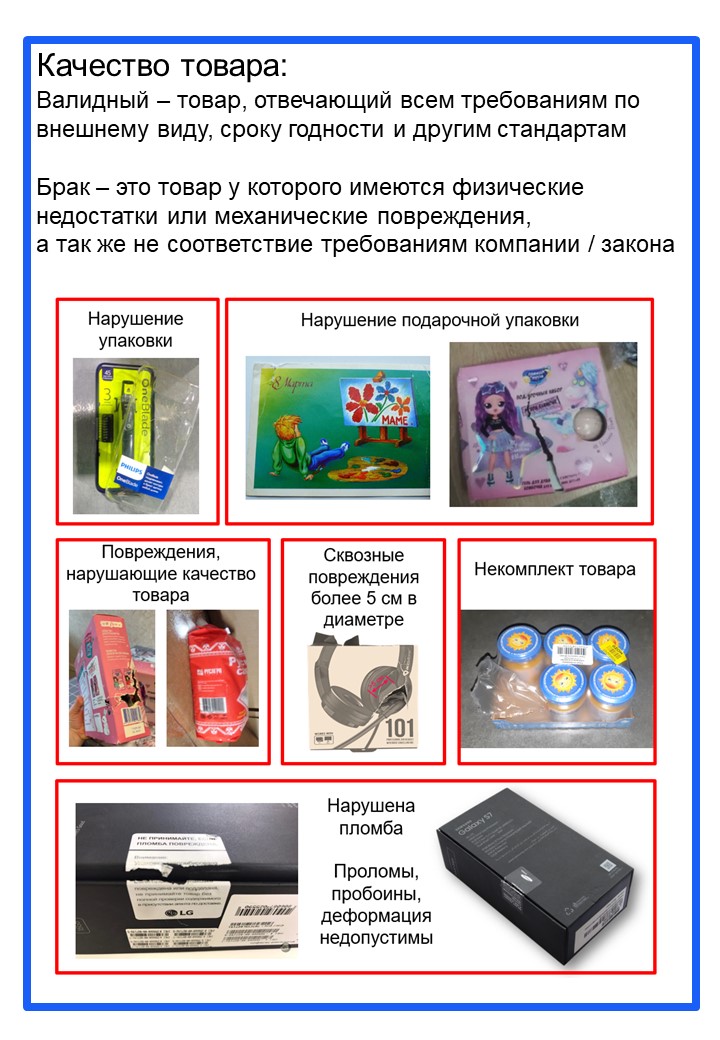 Качество товара:
Валидный – товар, отвечающий всем требованиям по
внешнему виду, сроку годности и другим стандартам
Брак – это товар у которого имеются физические
недостатки или механические повреждения,
а так же не соответствие требованиям компании / закона
Нарушение
упаковки
Нарушение подарочной упаковки
3
OneBlade
PHILIPS
OneBlade
8 Марта
МАМЕ
Повреждения,
нарушающие качество
товара
Сквозные
повреждения
более 5 см в
диаметре
101
Некомплект товара
Нарушена
пломба
Проломы,
пробоины,
деформация
недопустимы
НЕ ПРИНИМАЙТЕ
ПЛОМБА ПОВРЕЖДЕНА
Внимание
LG
Galaxy S7